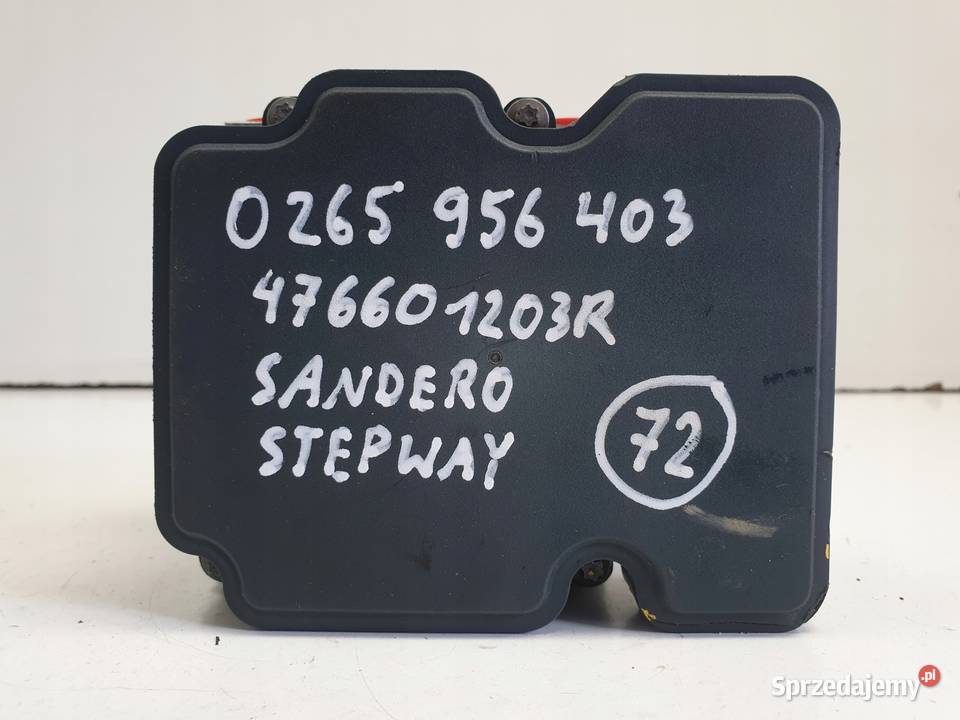 0265 956 403
476601203R
SANDERO
STEPWAY
72
Sprzedajemy.pl